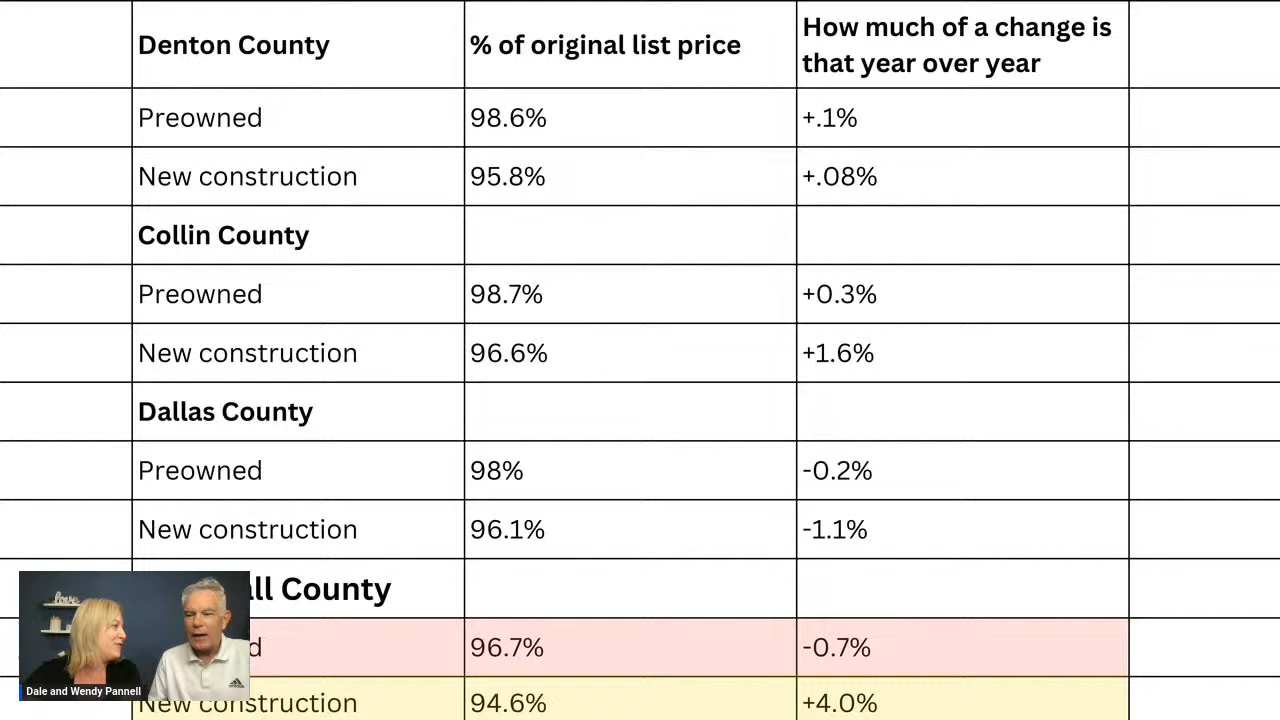 Denton County
% of original list price
How much of a change is
that year over year
Preowned
98.6%
+.1%
New construction
95.8%
+.08%
Collin County
Preowned
98.7%
+0.3%
New construction
96.6%
+1.6%
Dallas County
Preowned
98%
-0.2%
New construction
96.1%
-1.1%
County
96.7%
-0.7%
New construction
94.6%
+4.0%
love
Dale and Wendy Pannell